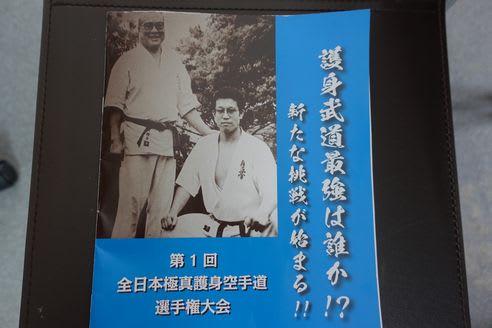 護身武道最強は誰か!?
新たな挑戦が始まる!!
第1回
全日本極真護身空手道
選手権大会